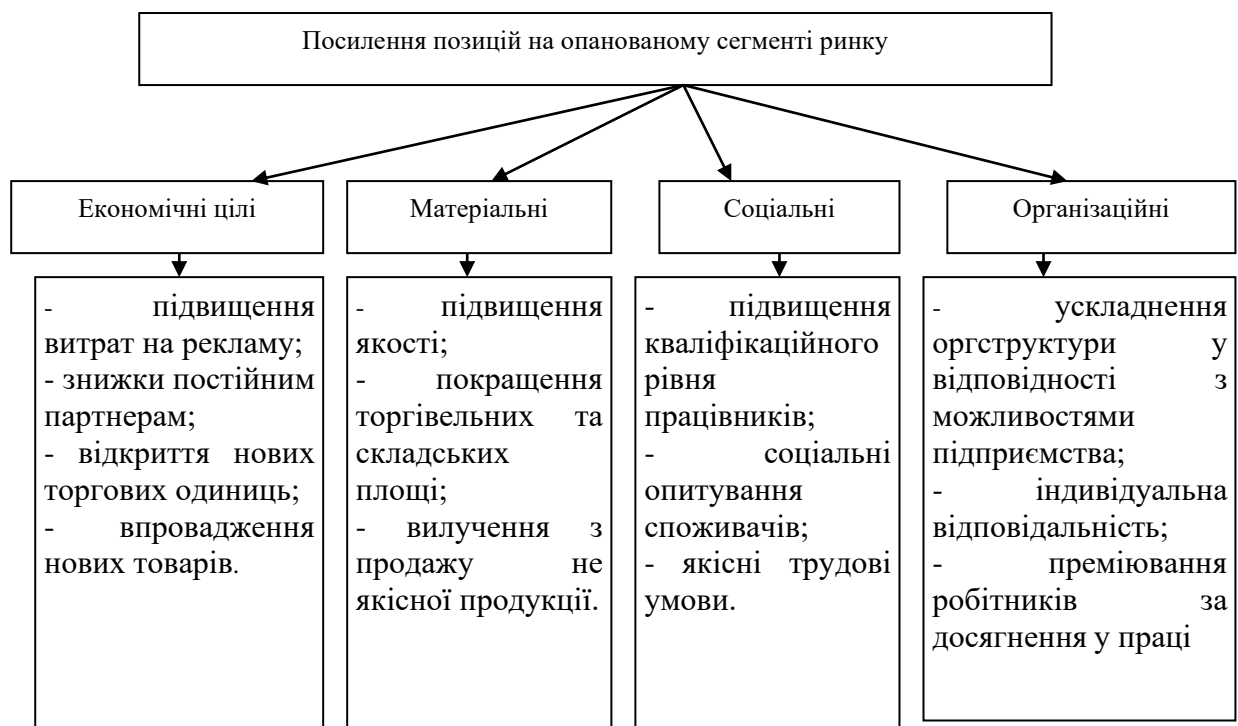 Посилення позицій на опанованому сегменті ринку
Економічні цілі
Матеріальні
Соціальні
Організаційні
- підвищення
витрат на рекламу;
- знижки постійним
партнерам;
- відкриття нових
торгових одиниць;
- впровадження
нових товарів.
- підвищення
якості;
- покращення
торгівельних та
складських
площі;
- вилучення з
продажу не
якісної продукції.
- підвищення
кваліфікаційного
рівня
працівників;
- соціальні
опитування
споживачів;
- якісні трудові
умови.
- ускладнення
оргструктури у
відповідності з
можливостями
підприємства;
- індивідуальна
відповідальність;
- преміювання
робітників за
досягнення у праці